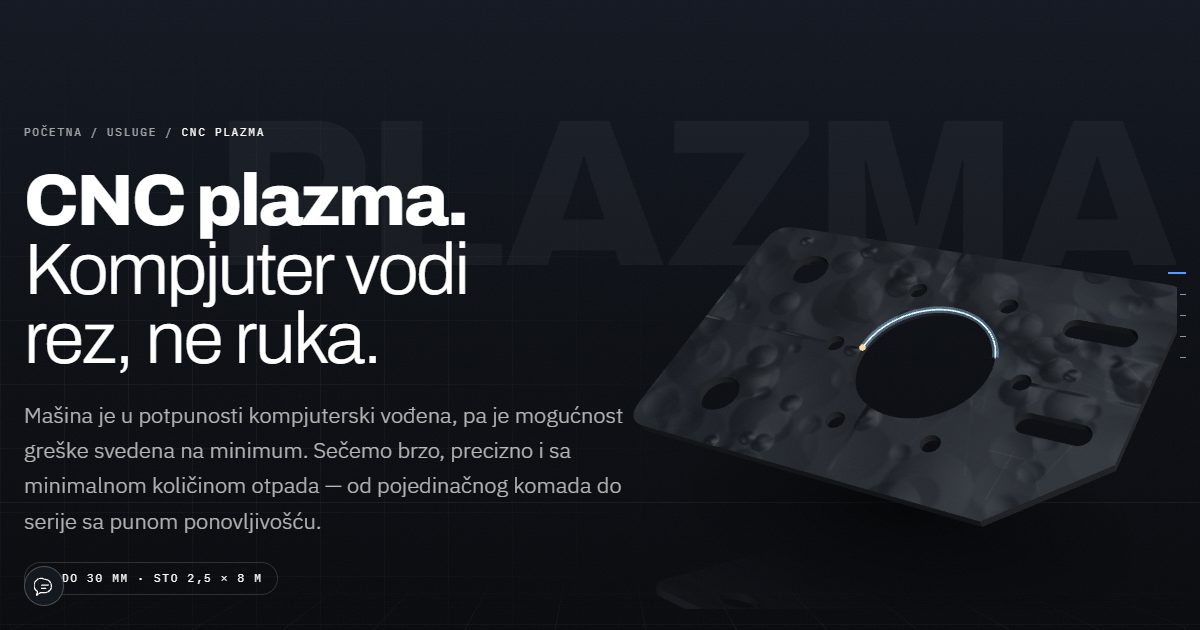 POČETNA / USLUGE / CNC PLAZMA
PLAZMA
CNC plazma.
Kompjuter vodi
rez, ne ruka.
Mašina je u potpunosti kompjuterski vođena, pa je mogućnost
greške svedena na minimum. Sečemo brzo, precizno i sa
minimalnom količinom otpada — od pojedinačnog komada do
serije sa punom ponovljivošću.
DO 30 MM · STO 2,5 × 8 M